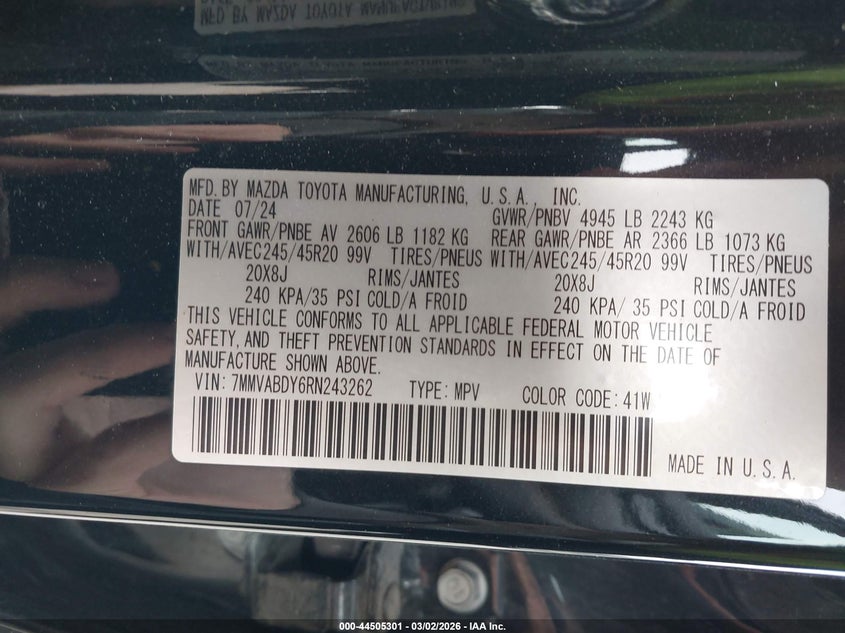 MFD. BY MAZDA TOYOTA MANUFACTURING, U.S.A., INC.
DATE 07/24
GVWR/PNBV 4945 LB 2243 KG
FRONT GAWR/PNBE AV 2606 LB 1182 KG
REAR GAWR/PNBE AR 2366 LB 1073 KG
WITH/AVEC245/45R20 99V TIRES/PNEUS WITH/AVEC245/45R20 99V TIRES/PNEUS
20X8J RIMS/JANTES 20X8J RIMS/JANTES
240 KPA/35 PSI COLD/A FROID 240 KPA/ 35 PSI COLD/A FROID
THIS VEHICLE CONFORMS TO ALL APPLICABLE FEDERAL MOTOR VEHICLE
SAFETY, AND THEFT PREVENTION STANDARDS IN EFFECT ON THE DATE OF
MANUFACTURE SHOWN ABOVE.
VIN: 7MMVABDY6RN243262 TYPE: MPV COLOR CODE: 41W
MADE IN U.S.A.
000-44505301 - 03/02/2026 - IAA Inc.